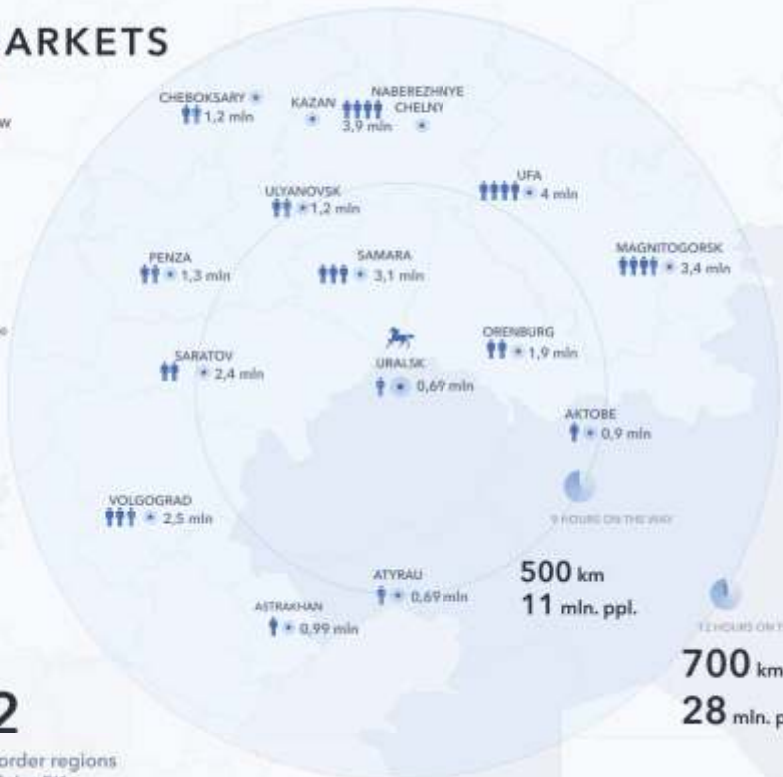 ARKETS
CHEBOKSARY
1,2 mln
KAZAN
3,9 mln
NABEREZHNYE
CHELNY
W
ULYANOVSK
1,2 mln
UFA
4 mln
PENZA
1,3 mln
SAMARA
3,1 mln
MAGNITOGORSK
3,4 mln
SARATOV
2,4 mln
URALSK
0,69 mln
ORENBURG
1,9 mln
AKTOBE
0,9 mln
VOLGOGRAD
2,5 mln
9 HOURS ON THE WAY
ATYRAU
0,69 mln
500 km
11 mln. ppl.
ASTRAKHAN
0,99 mln
12 HOURS ON T
700 km
28 mln. p
2
order regions